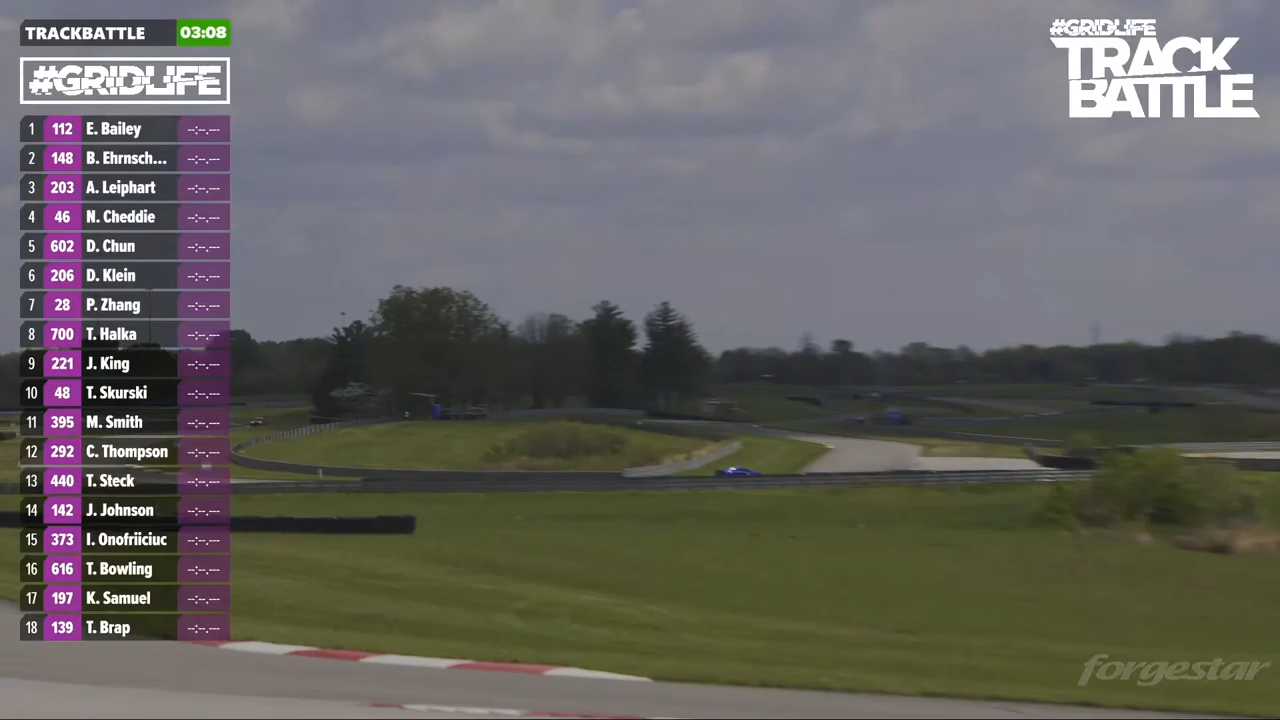 TRACKBATTLE 03:08
#GRIDLIFE
1 112 E. Bailey --:--.---
2 148 B. Ehrnsch... --:--.---
3 203 A. Leiphart --:--.---
4 46 N. Cheddie --:--.---
5 602 D. Chun --:--.---
6 206 D. Klein --:--.---
7 28 P. Zhang --:--.---
8 700 T. Halka --:--.---
9 221 J. King --:--.---
10 48 T. Skurski --:--.---
11 395 M. Smith --:--.---
12 292 C. Thompson --:--.---
13 440 T. Steck --:--.---
14 142 J. Johnson --:--.---
15 373 I. Onofriiciuc --:--.---
16 616 T. Bowling --:--.---
17 197 K. Samuel --:--.---
18 139 T. Brap --:--.---
#GRIDLIFE
TRACK
BATTLE
forgestar